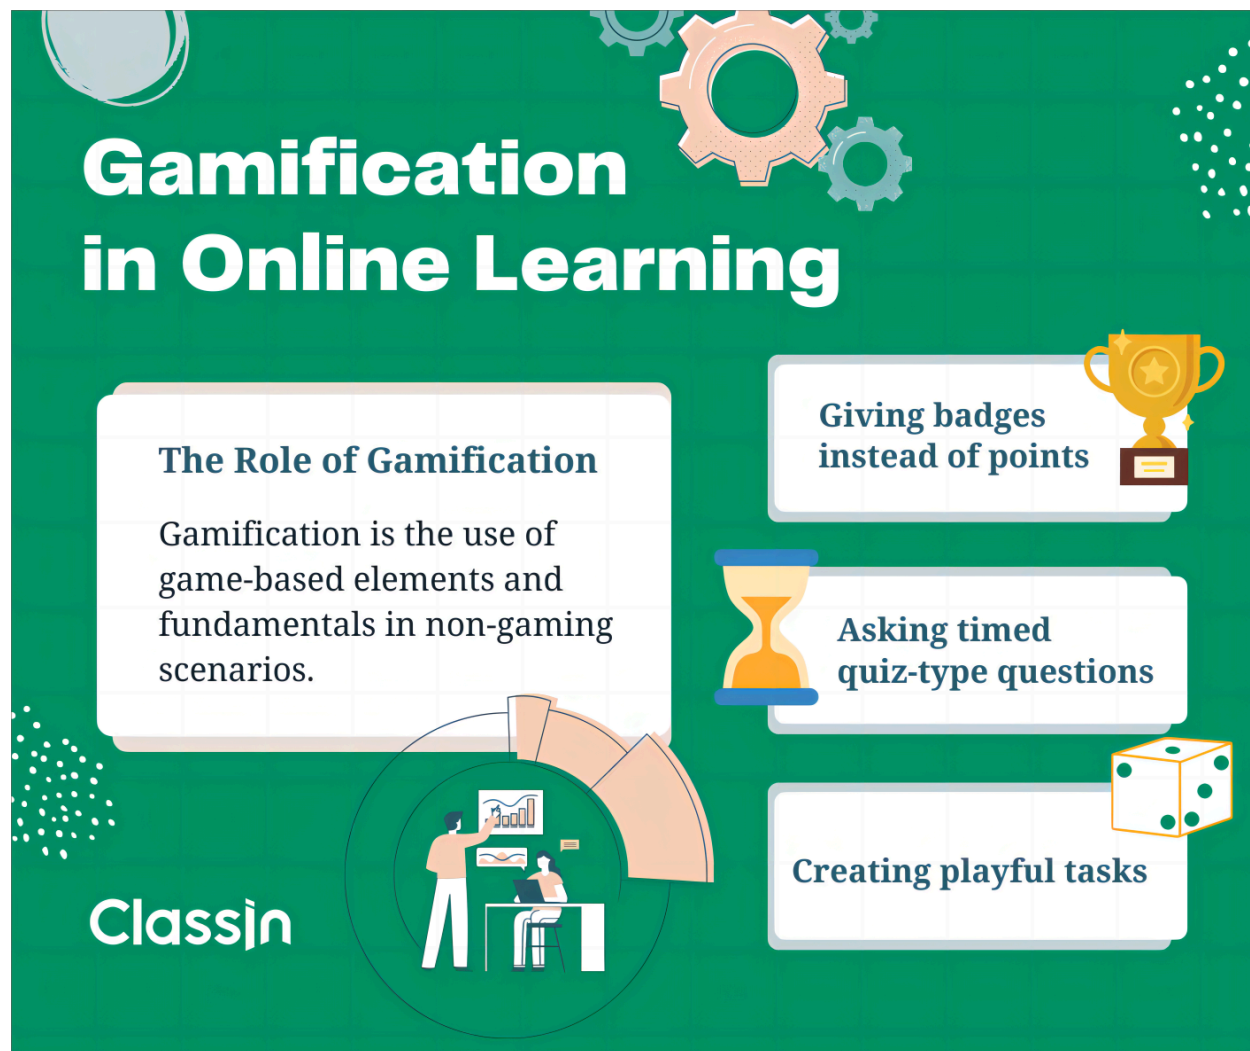 Gamification
in Online Learning
The Role of Gamification
Gamification is the use of
game-based elements and
fundamentals in non-gaming
scenarios.
Giving badges
instead of points
Asking timed
quiz-type questions
Creating playful tasks
ClassIn